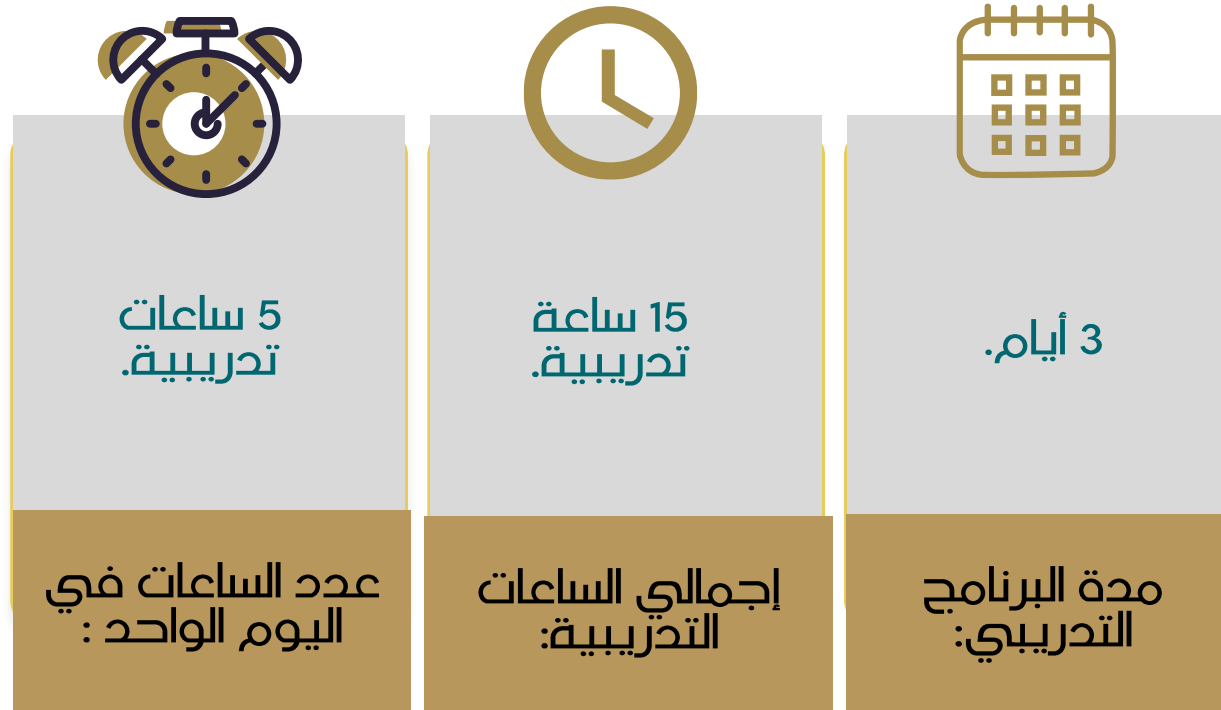 3 أيام.
مدة البرنامج
التدريبي:
15 ساعة
تدريبية.
إجمالي الساعات
التدريبية:
5 ساعات
تدريبية.
عدد الساعات في
اليوم الواحد :